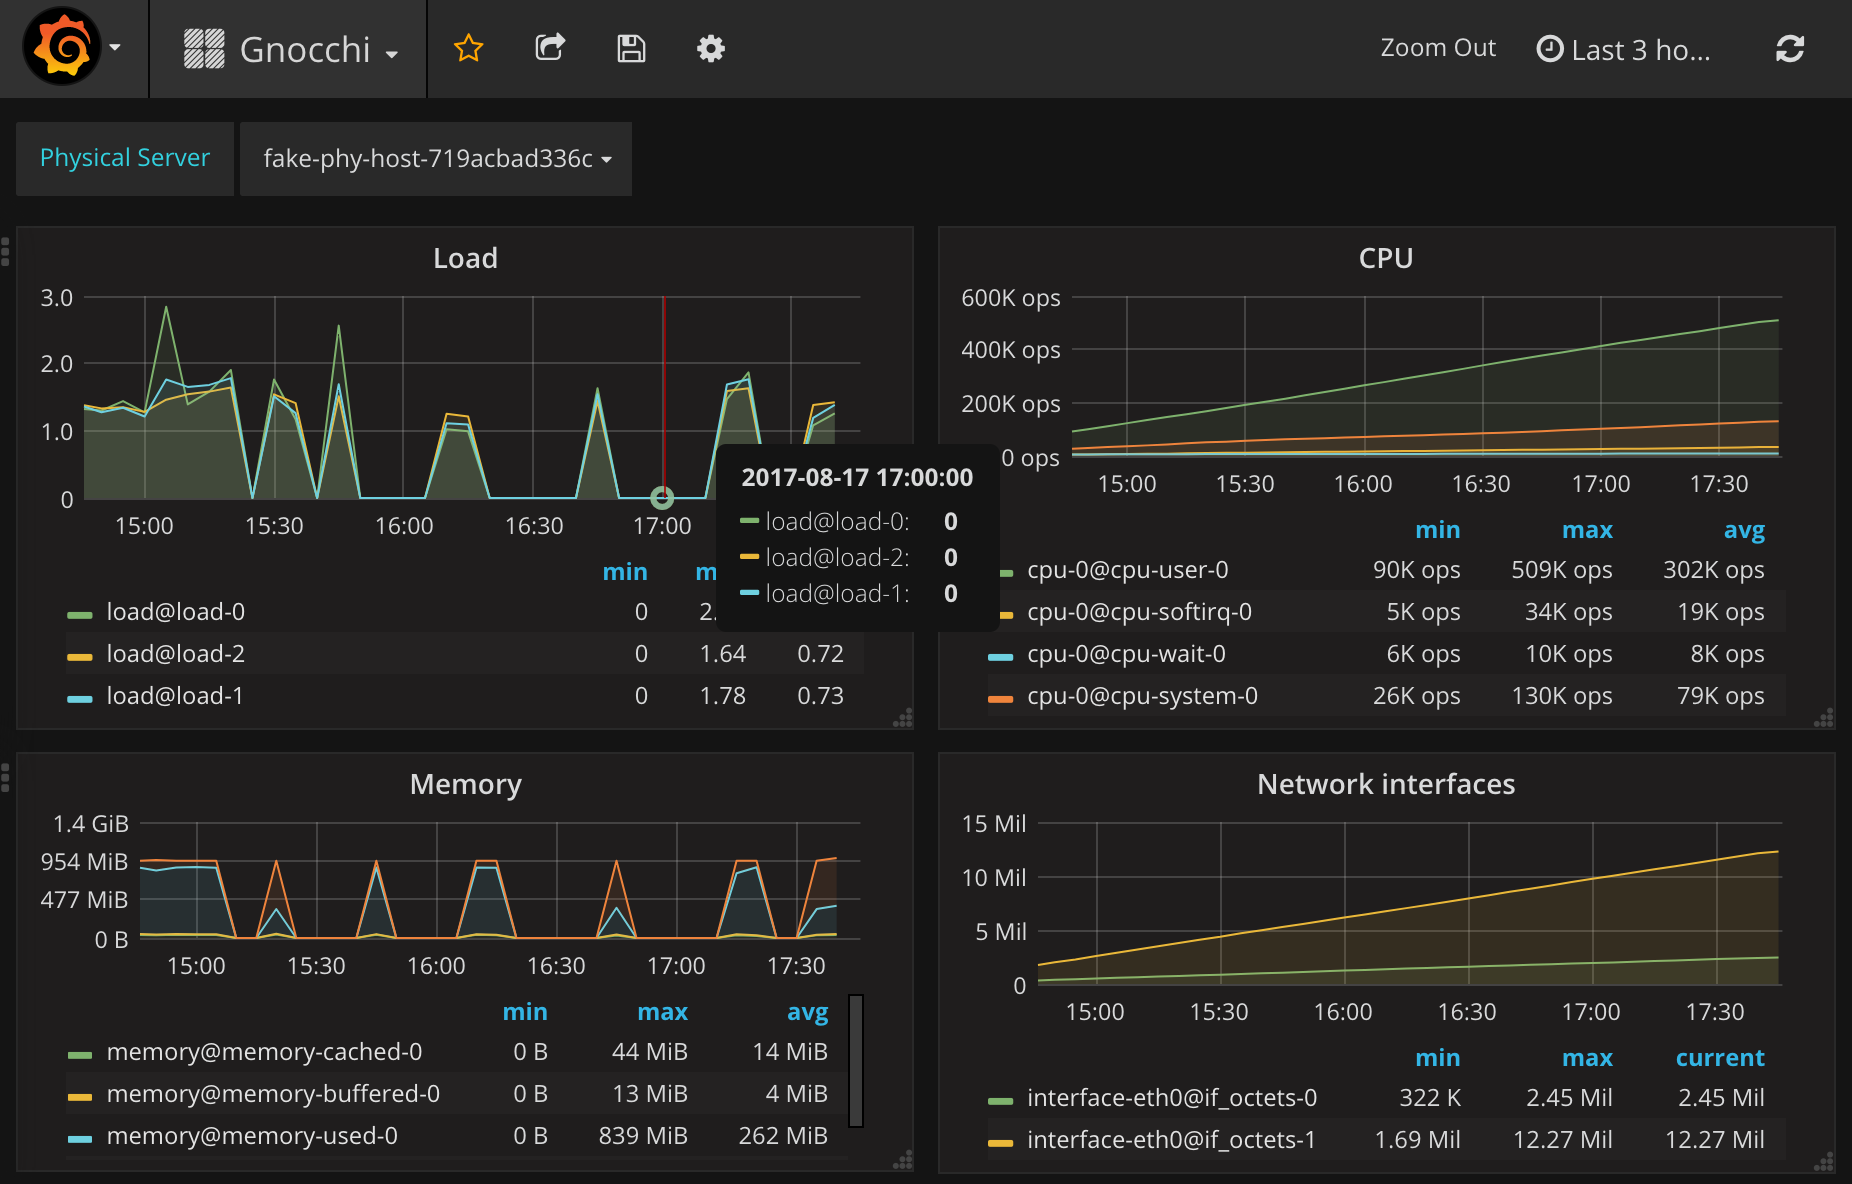 Gnocchi
Zoom Out
Last 3 ho...
Physical Server
fake-phy-host-719acbad336c
Load
3.0
2.0
1.0
0
15:00 15:30 16:00 16:30 17:00
2017-08-17 17:00:00
load@load-0: 0
load@load-2: 0
load@load-1: 0
min
load@load-0 0 2.
load@load-2 0 1.64 0.72
load@load-1 0 1.78 0.73
CPU
600K ops
400K ops
200K ops
0 ops
15:00 15:30 16:00 16:30 17:00 17:30
min max avg
cpu-0@cpu-user-0 90K ops 509K ops 302K ops
cpu-0@cpu-softirq-0 5K ops 34K ops 19K ops
cpu-0@cpu-wait-0 6K ops 10K ops 8K ops
cpu-0@cpu-system-0 26K ops 130K ops 79K ops
Memory
1.4 GiB
954 MiB
477 MiB
0 B
15:00 15:30 16:00 16:30 17:00 17:30
min max avg
memory@memory-cached-0 0 B 44 MiB 14 MiB
memory@memory-buffered-0 0 B 13 MiB 4 MiB
memory@memory-used-0 0 B 839 MiB 262 MiB
Network interfaces
15 Mil
10 Mil
5 Mil
0
15:00 15:30 16:00 16:30 17:00 17:30
min max current
interface-eth0@if_octets-0 322 K 2.45 Mil 2.45 Mil
interface-eth0@if_octets-1 1.69 Mil 12.27 Mil 12.27 Mil